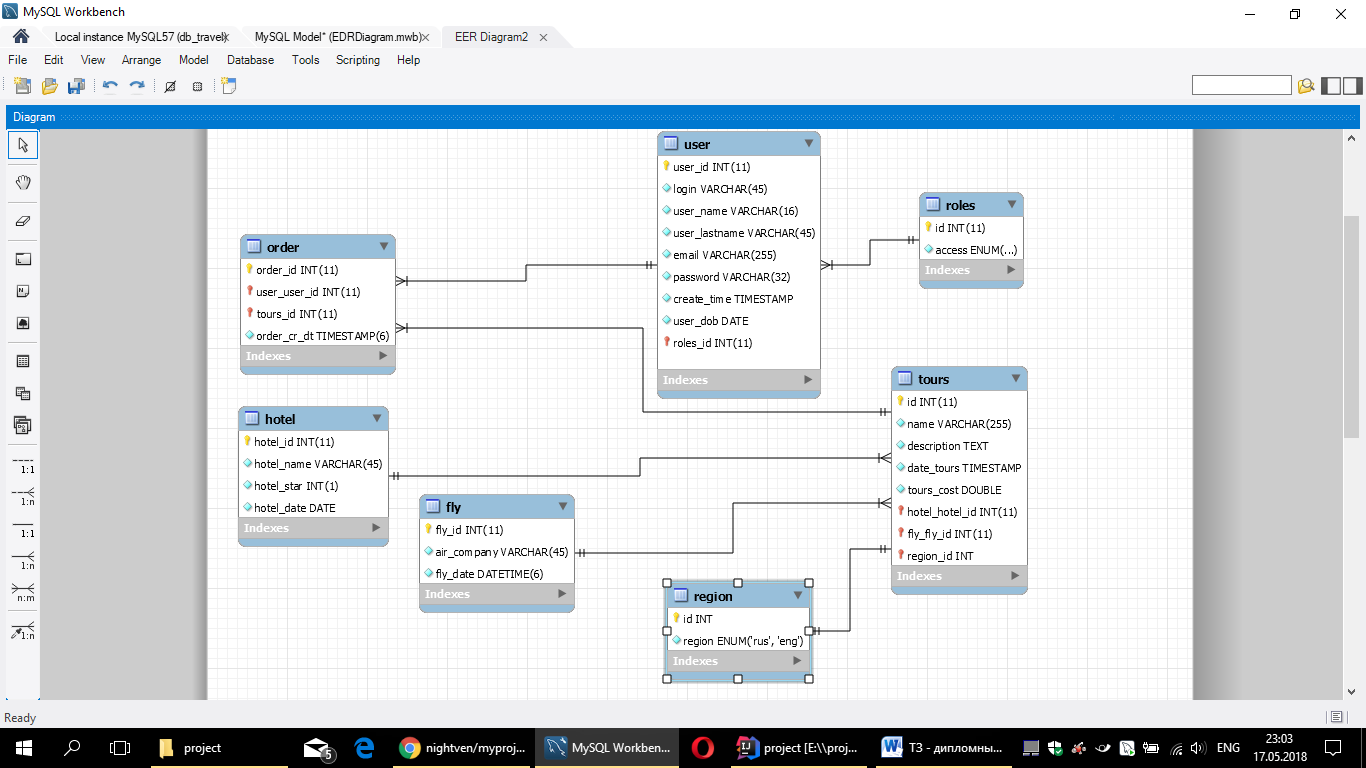 MySQL Workbench
Local instance MySQL57 (db_travel) MySQL Model* (EDRDiagram.mwb) EER Diagram2
File Edit View Arrange Model Database Tools Scripting Help
Diagram
user
user_id INT(11)
login VARCHAR(45)
user_name VARCHAR(16)
user_lastname VARCHAR(45)
email VARCHAR(255)
password VARCHAR(32)
create_time TIMESTAMP
user_dob DATE
roles_id INT(11)
Indexes
roles
id INT(11)
access ENUM(...)
Indexes
order
order_id INT(11)
user_user_id INT(11)
tours_id INT(11)
order_cr_dt TIMESTAMP(6)
Indexes
tours
id INT(11)
name VARCHAR(255)
description TEXT
date_tours TIMESTAMP
tours_cost DOUBLE
hotel_hotel_id INT(11)
fly_fly_id INT(11)
region_id INT
Indexes
hotel
hotel_id INT(11)
hotel_name VARCHAR(45)
hotel_star INT(1)
hotel_date DATE
Indexes
fly
fly_id INT(11)
air_company VARCHAR(45)
fly_date DATETIME(6)
Indexes
region
id INT
region ENUM('rus', 'eng')
Indexes
1:1
1:n
1:1
1:n
n:m
1:n
Ready
project
5
nightven/myproj...
MySQL Workben...
project [E:\\proj...
ТЗ - дипломны...
ENG
23:03
17.05.2018